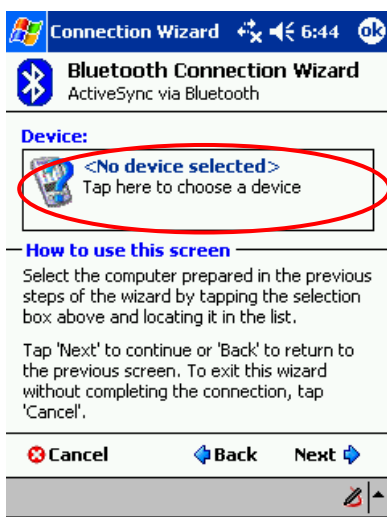 Connection Wizard 6:44 ok
Bluetooth Connection Wizard
ActiveSync via Bluetooth
Device:
<No device selected>
Tap here to choose a device
How to use this screen
Select the computer prepared in the previous
steps of the wizard by tapping the selection
box above and locating it in the list.
Tap 'Next' to continue or 'Back' to return to
the previous screen. To exit this wizard
without completing the connection, tap
'Cancel'.
Cancel Back Next